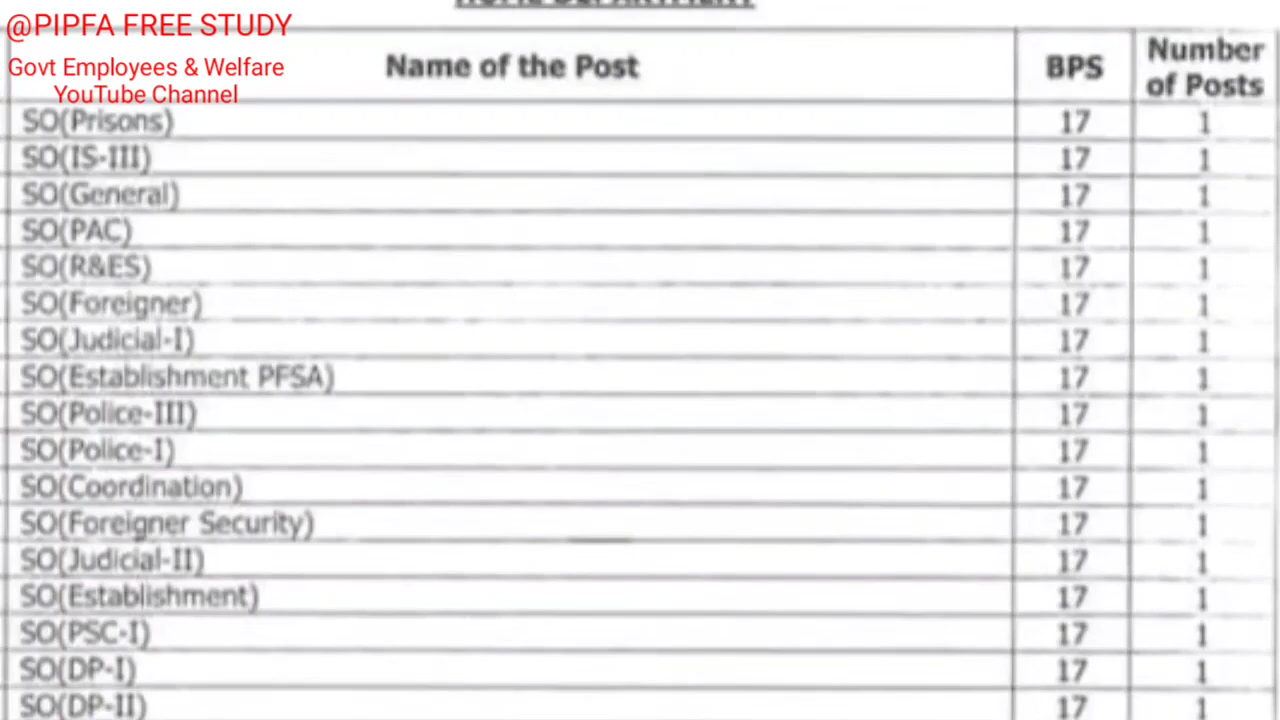 HOME DEPARTMENT
@PIPFA FREE STUDY
Govt Employees & Welfare
YouTube Channel
Name of the Post BPS Number of Posts
SO(Prisons) 17 1
SO(IS-III) 17 1
SO(General) 17 1
SO(PAC) 17 1
SO(R&ES) 17 1
SO(Foreigner) 17 1
SO(Judicial-I) 17 1
SO(Establishment PFSA) 17 1
SO(Police-III) 17 1
SO(Police-I) 17 1
SO(Coordination) 17 1
SO(Foreigner Security) 17 1
SO(Judicial-II) 17 1
SO(Establishment) 17 1
SO(PSC-I) 17 1
SO(DP-I) 17 1
SO(DP-II) 17 1